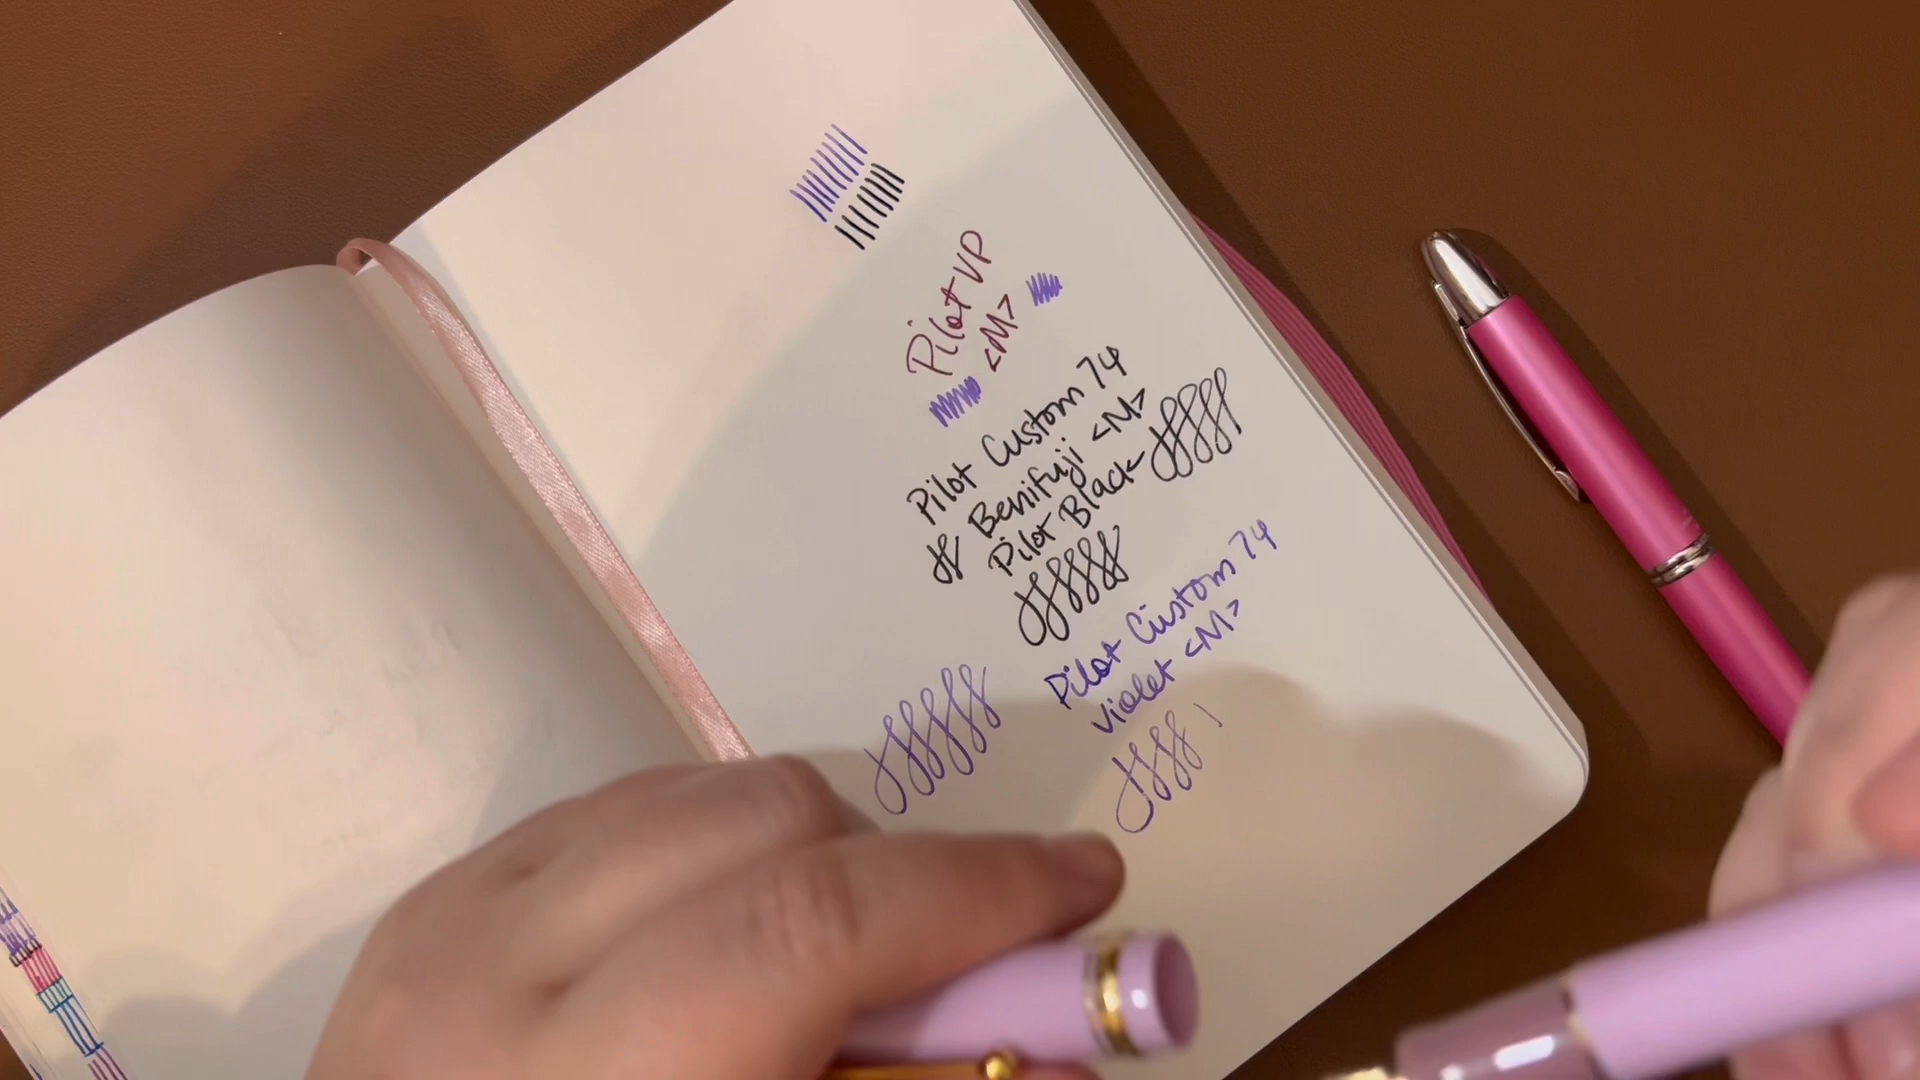 Pilot VP
<M>
Pilot Custom 74
Benifuji <M>
Pilot Black
Pilot Custom 74
Violet <M>